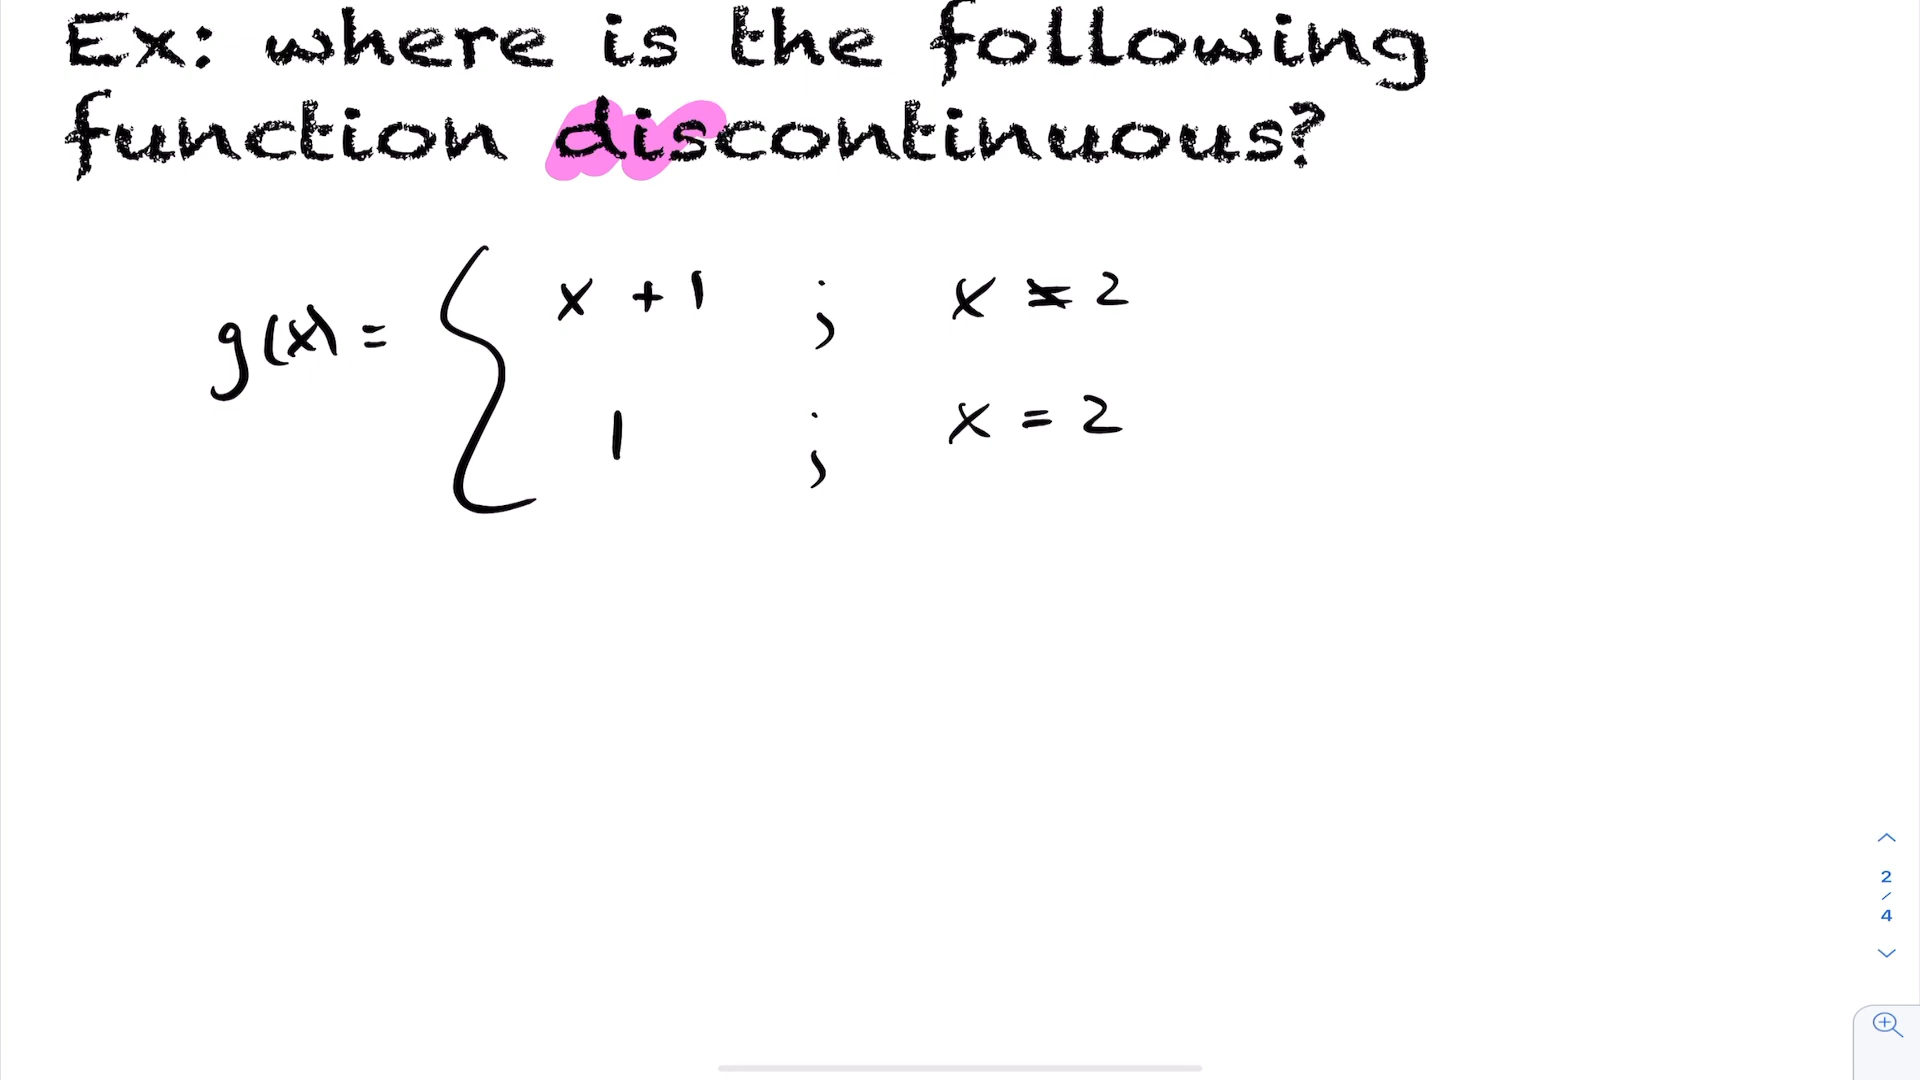 Ex: where is the following
function discontinuous?
g(x) = { x + 1 ; x ≠ 2
1 ; x = 2
2
/
4